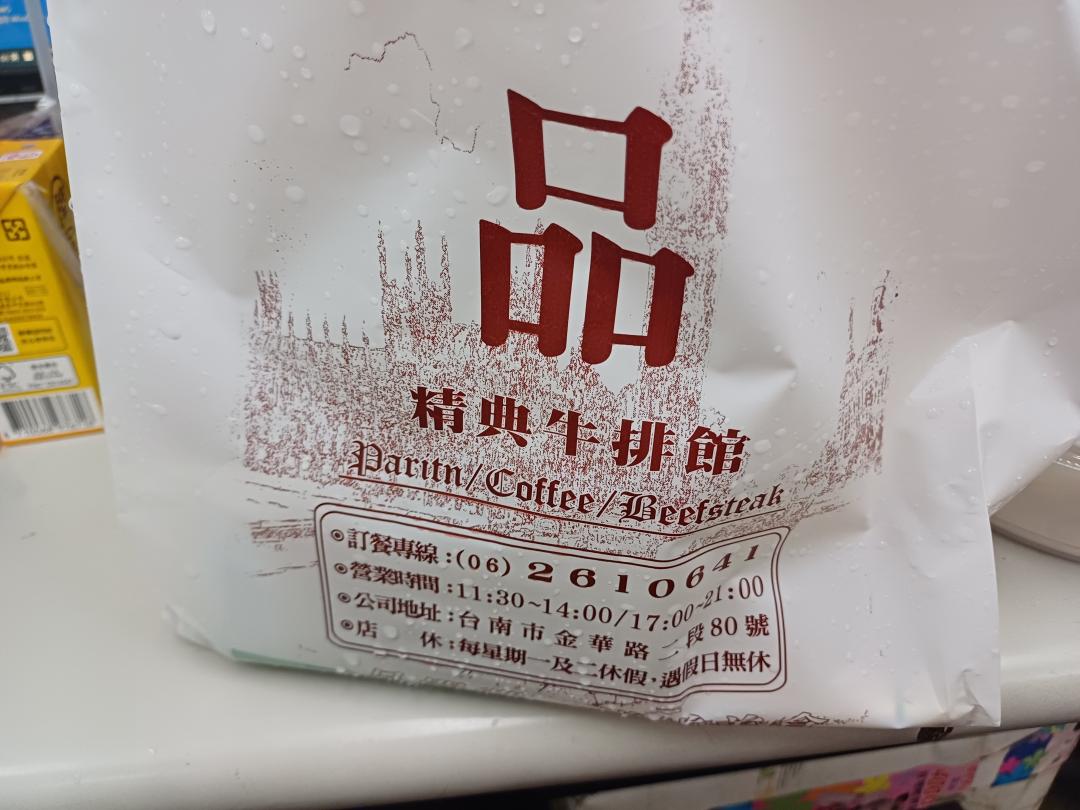 品
精典牛排館
Paritn/Coffee/Beefsteak
◉訂餐專線:(06) 2610641
◉營業時間:11:30~14:00/17:00~21:00
◉公司地址:台南市金華路二段80號
◉店 休:每星期一及二休假,遇假日無休